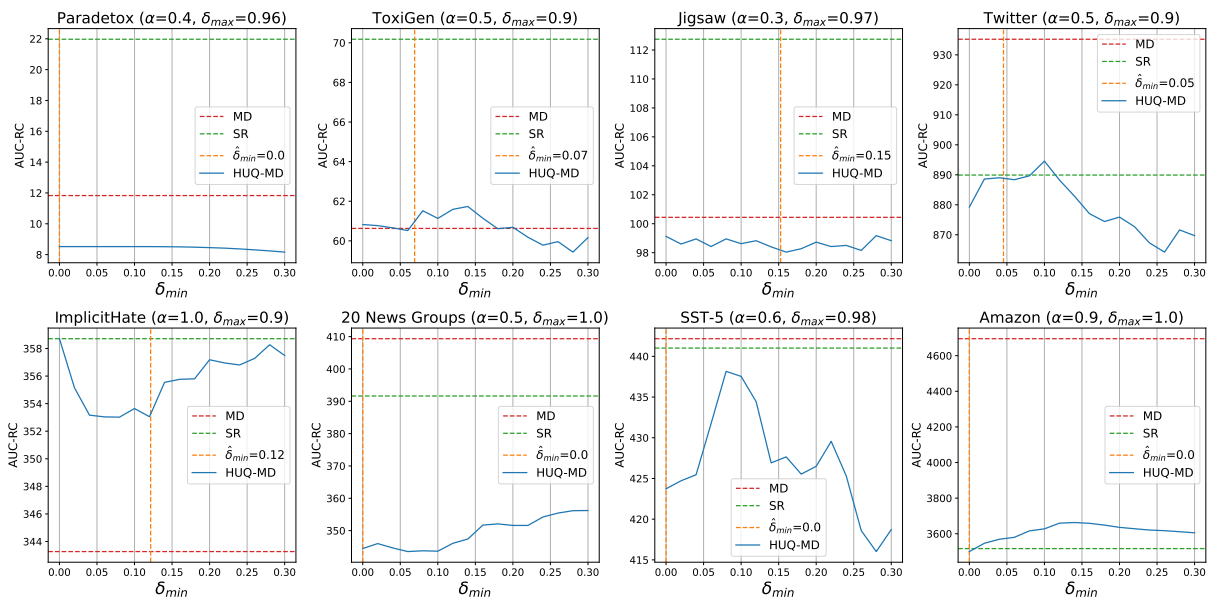 Paradetox (α=0.4, δmax=0.96)
22
20
18
16
14
12
10
8
AUC-RC
MD
SR
δ̂min=0.0
HUQ-MD
0.00 0.05 0.10 0.15 0.20 0.25 0.30
δmin
ToxiGen (α=0.5, δmax=0.9)
70
68
66
64
62
60
AUC-RC
MD
SR
δ̂min=0.07
HUQ-MD
0.00 0.05 0.10 0.15 0.20 0.25 0.30
δmin
Jigsaw (α=0.3, δmax=0.97)
112
110
108
106
104
102
100
98
AUC-RC
MD
SR
δ̂min=0.15
HUQ-MD
0.00 0.05 0.10 0.15 0.20 0.25 0.30
δmin
Twitter (α=0.5, δmax=0.9)
930
920
910
900
890
880
870
AUC-RC
MD
SR
δ̂min=0.05
HUQ-MD
0.00 0.05 0.10 0.15 0.20 0.25 0.30
δmin
ImplicitHate (α=1.0, δmax=0.9)
358
356
354
352
350
348
346
344
AUC-RC
MD
SR
δ̂min=0.12
HUQ-MD
0.00 0.05 0.10 0.15 0.20 0.25 0.30
δmin
20 News Groups (α=0.5, δmax=1.0)
410
400
390
380
370
360
350
AUC-RC
MD
SR
δ̂min=0.0
HUQ-MD
0.00 0.05 0.10 0.15 0.20 0.25 0.30
δmin
SST-5 (α=0.6, δmax=0.98)
440
435
430
425
420
415
AUC-RC
MD
SR
δ̂min=0.0
HUQ-MD
0.00 0.05 0.10 0.15 0.20 0.25 0.30
δmin
Amazon (α=0.9, δmax=1.0)
4600
4400
4200
4000
3800
3600
AUC-RC
MD
SR
δ̂min=0.0
HUQ-MD
0.00 0.05 0.10 0.15 0.20 0.25 0.30
δmin